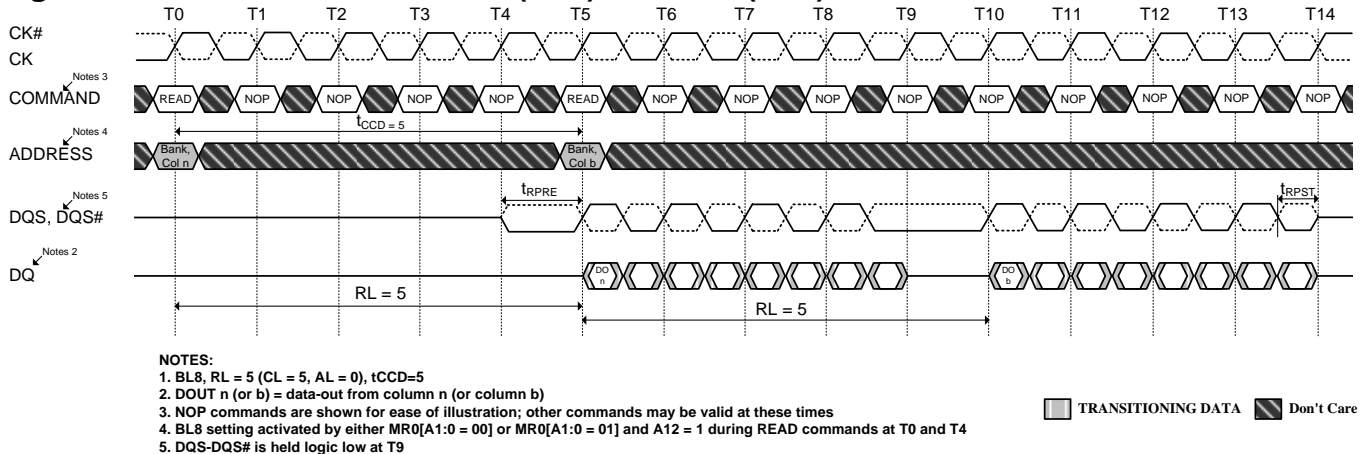 T0 T1 T2 T3 T4 T5 T6 T7 T8 T9 T10 T11 T12 T13 T14
CK#
CK
Notes 3
COMMAND READ NOP NOP NOP NOP READ NOP NOP NOP NOP NOP NOP NOP NOP NOP
tCCD = 5
Notes 4
ADDRESS Bank, Col n Bank, Col b
tRPRE tRPST
Notes 5
DQS, DQS#
Notes 2
DQ DO n DO b
RL = 5
RL = 5
NOTES:
1. BL8, RL = 5 (CL = 5, AL = 0), tCCD=5
2. DOUT n (or b) = data-out from column n (or column b)
3. NOP commands are shown for ease of illustration; other commands may be valid at these times
4. BL8 setting activated by either MR0[A1:0 = 00] or MR0[A1:0 = 01] and A12 = 1 during READ commands at T0 and T4
5. DQS-DQS# is held logic low at T9
TRANSITIONING DATA Don't Care